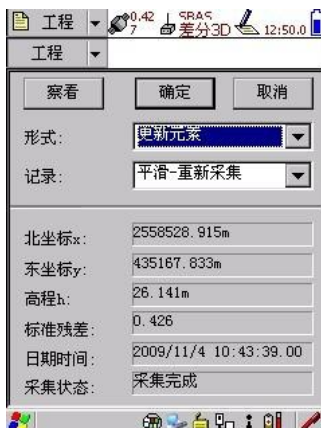 工程 0.42 7 SBAS 差分3D 12:50.0
工程
察看 确定 取消
形式: 更新元素
记录: 平滑-重新采集
北坐标x: 2558528.915m
东坐标y: 435167.833m
高程h: 26.141m
标准残差: 0.426
日期时间: 2009/11/4 10:43:39.00
采集状态: 采集完成